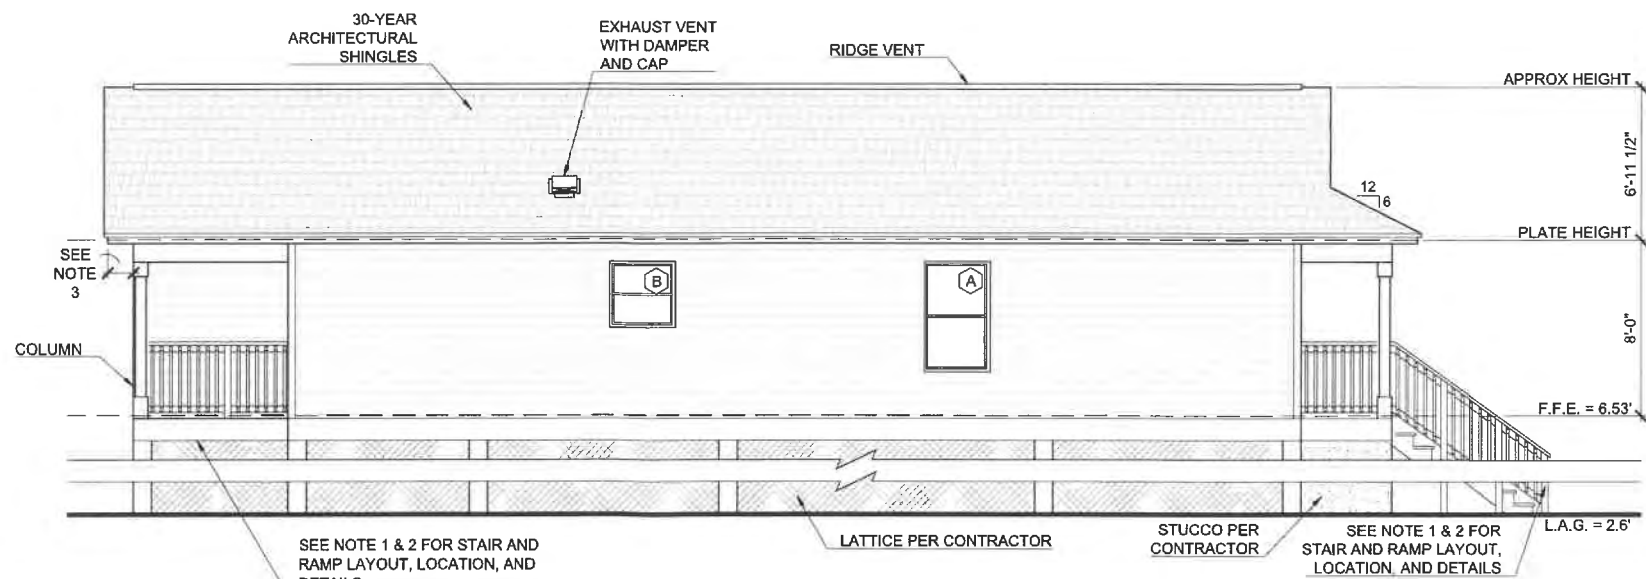 30-YEAR
ARCHITECTURAL
SHINGLES
EXHAUST VENT
WITH DAMPER
AND CAP
RIDGE VENT
APPROX HEIGHT
6'-11 1/2"
12
6
PLATE HEIGHT
SEE
NOTE
3
B
A
8'-0"
COLUMN
F.F.E. = 6.53'
L.A.G. = 2.6'
SEE NOTE 1 & 2 FOR STAIR AND
RAMP LAYOUT, LOCATION, AND
DETAILS
LATTICE PER CONTRACTOR
STUCCO PER
CONTRACTOR
SEE NOTE 1 & 2 FOR
STAIR AND RAMP LAYOUT,
LOCATION, AND DETAILS